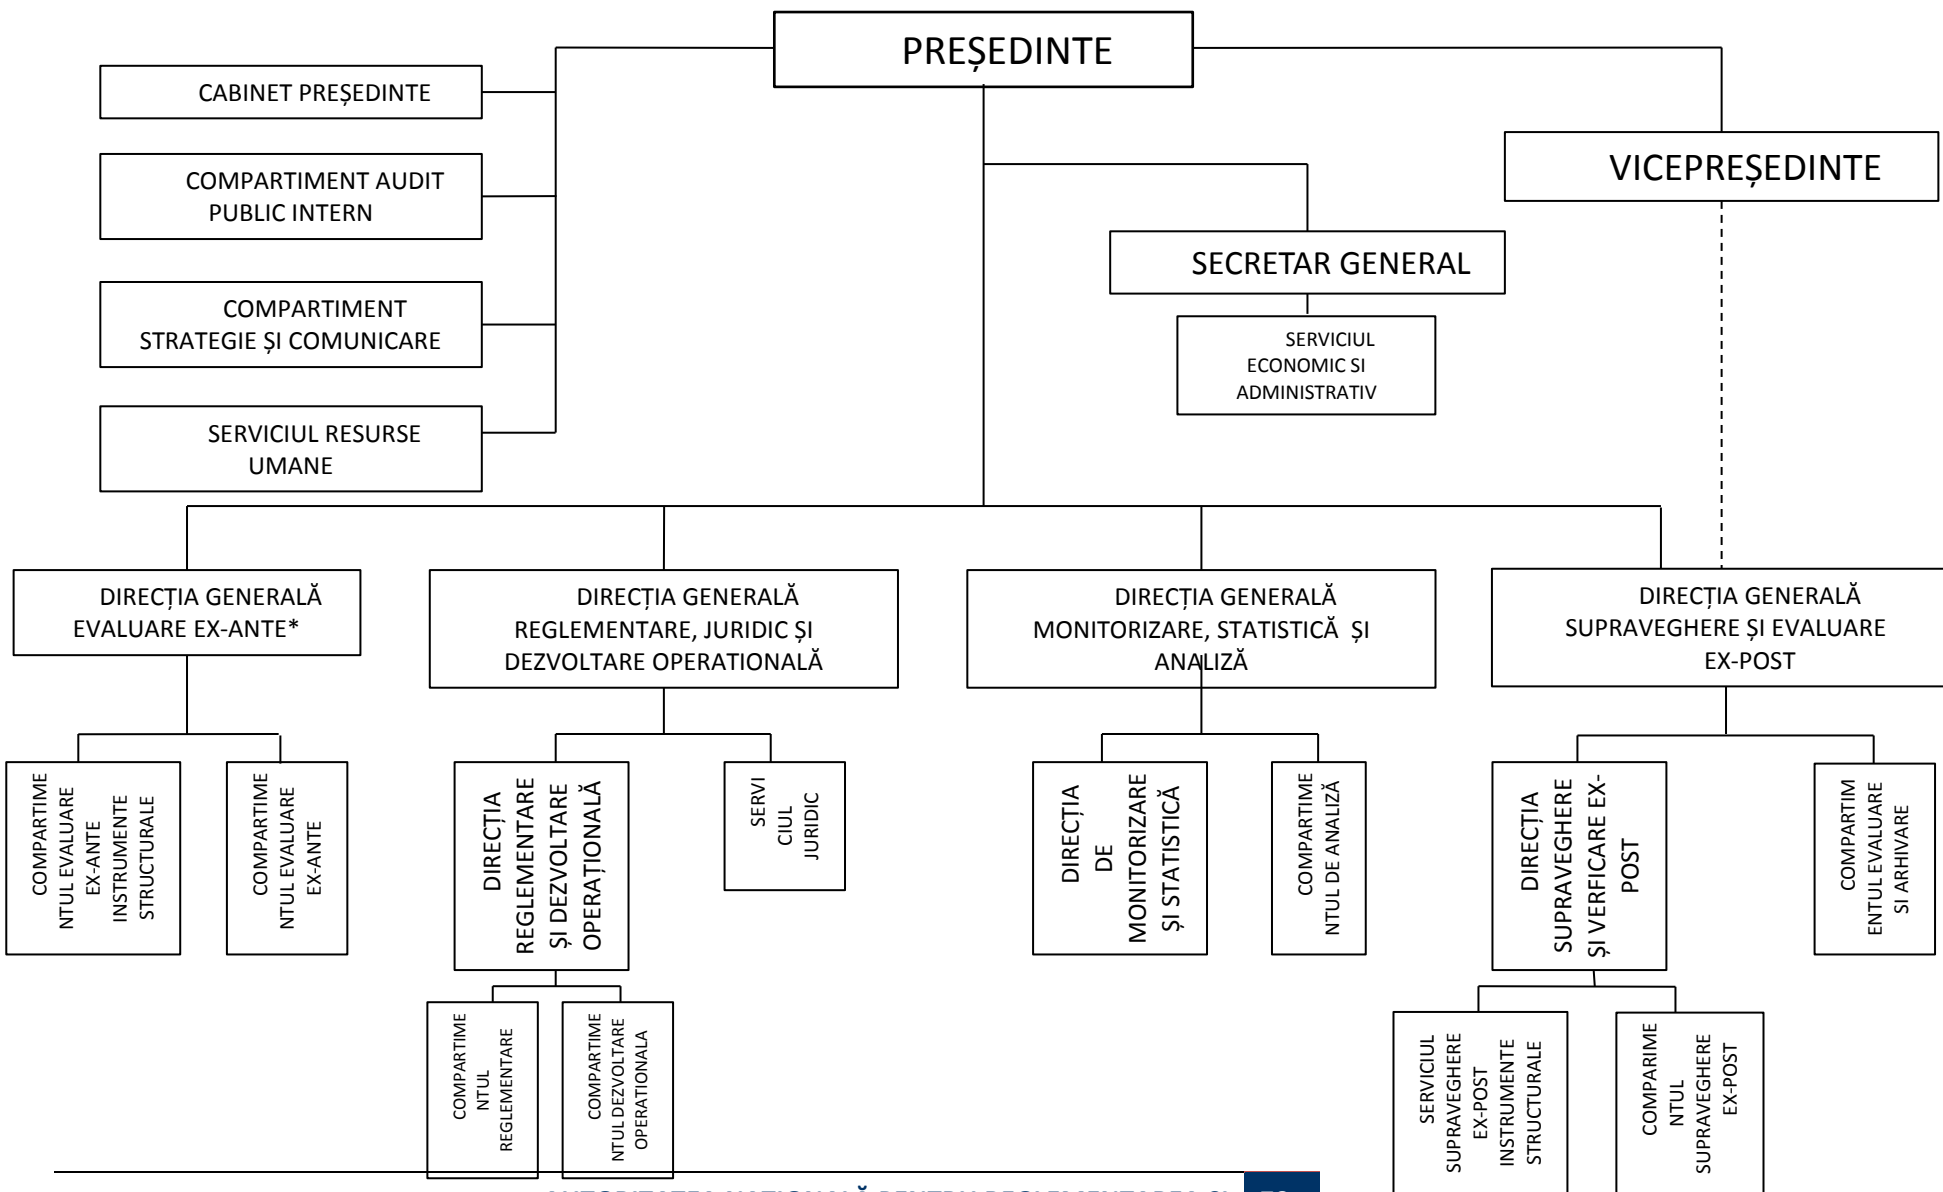 PREȘEDINTE
CABINET PREȘEDINTE
COMPARTIMENT AUDIT
PUBLIC INTERN
COMPARTIMENT
STRATEGIE ȘI COMUNICARE
SERVICIUL RESURSE
UMANE
VICEPREȘEDINTE
SECRETAR GENERAL
SERVICIUL
ECONOMIC SI
ADMINISTRATIV
DIRECȚIA GENERALĂ
EVALUARE EX-ANTE*
DIRECȚIA GENERALĂ
REGLEMENTARE, JURIDIC ȘI
DEZVOLTARE OPERATIONALĂ
DIRECȚIA GENERALĂ
MONITORIZARE, STATISTICĂ ȘI
ANALIZĂ
DIRECȚIA GENERALĂ
SUPRAVEGHERE ȘI EVALUARE
EX-POST
COMPARTIME
NTUL EVALUARE
EX-ANTE
INSTRUMENTE
STRUCTURALE
COMPARTIME
NTUL EVALUARE
EX-ANTE
DIRECȚIA
REGLEMENTARE
ȘI DEZVOLTARE
OPERAȚIONALĂ
SERVI
CIUL
JURIDIC
DIRECȚIA
DE
MONITORIZARE
ȘI STATISTICĂ
COMPARTIME
NTUL DE ANALIZĂ
DIRECȚIA
SUPRAVEGHERE
ȘI VERFICARE EX-
POST
COMPARTIM
ENTUL EVALUARE
SI ARHIVARE
COMPARTIME
NTUL
REGLEMENTARE
COMPARTIME
NTUL DEZVOLTARE
OPERATIONALA
SERVICIUL
SUPRAVEGHERE
EX-POST
INSTRUMENTE
STRUCTURALE
COMPARIME
NTUL
SUPRAVEGHERE
EX-POST
AUTORITATEA NAȚIONALĂ PENTRU REGLEMENTAREA ȘI